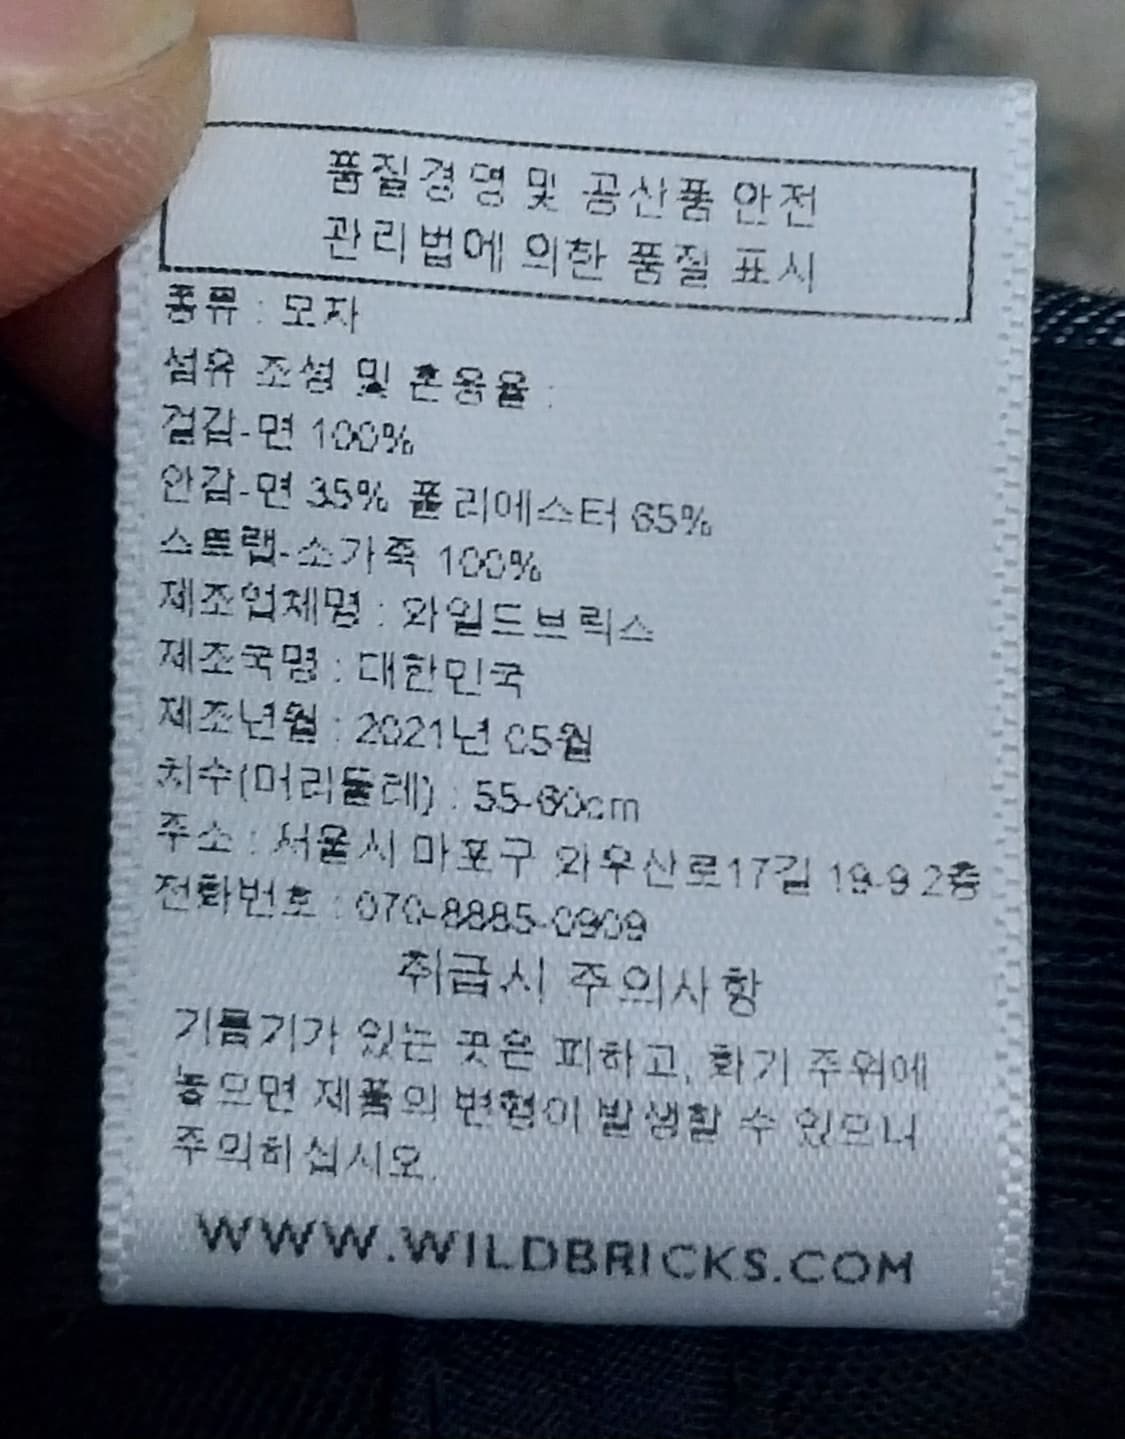 품질경영 및 공산품 안전
관리법에 의한 품질 표시
종류 : 모자
섬유 조성 및 혼용율 :
겉감-면 100%
안감-면 35% 폴리에스터 65%
스트랩-소가죽 100%
제조업체명 : 와일드브릭스
제조국명 : 대한민국
제조년월 : 2021년 05월
치수(머리둘레) : 55-60cm
주소 : 서울시 마포구 와우산로17길 19-9 2층
전화번호 : 070-8885-0909
취급시 주의사항
기름기가 있는 곳은 피하고, 화기 주위에
놓으면 제품의 변형이 발생할 수 있으니
주의하십시오.
WWW.WILDBRICKS.COM